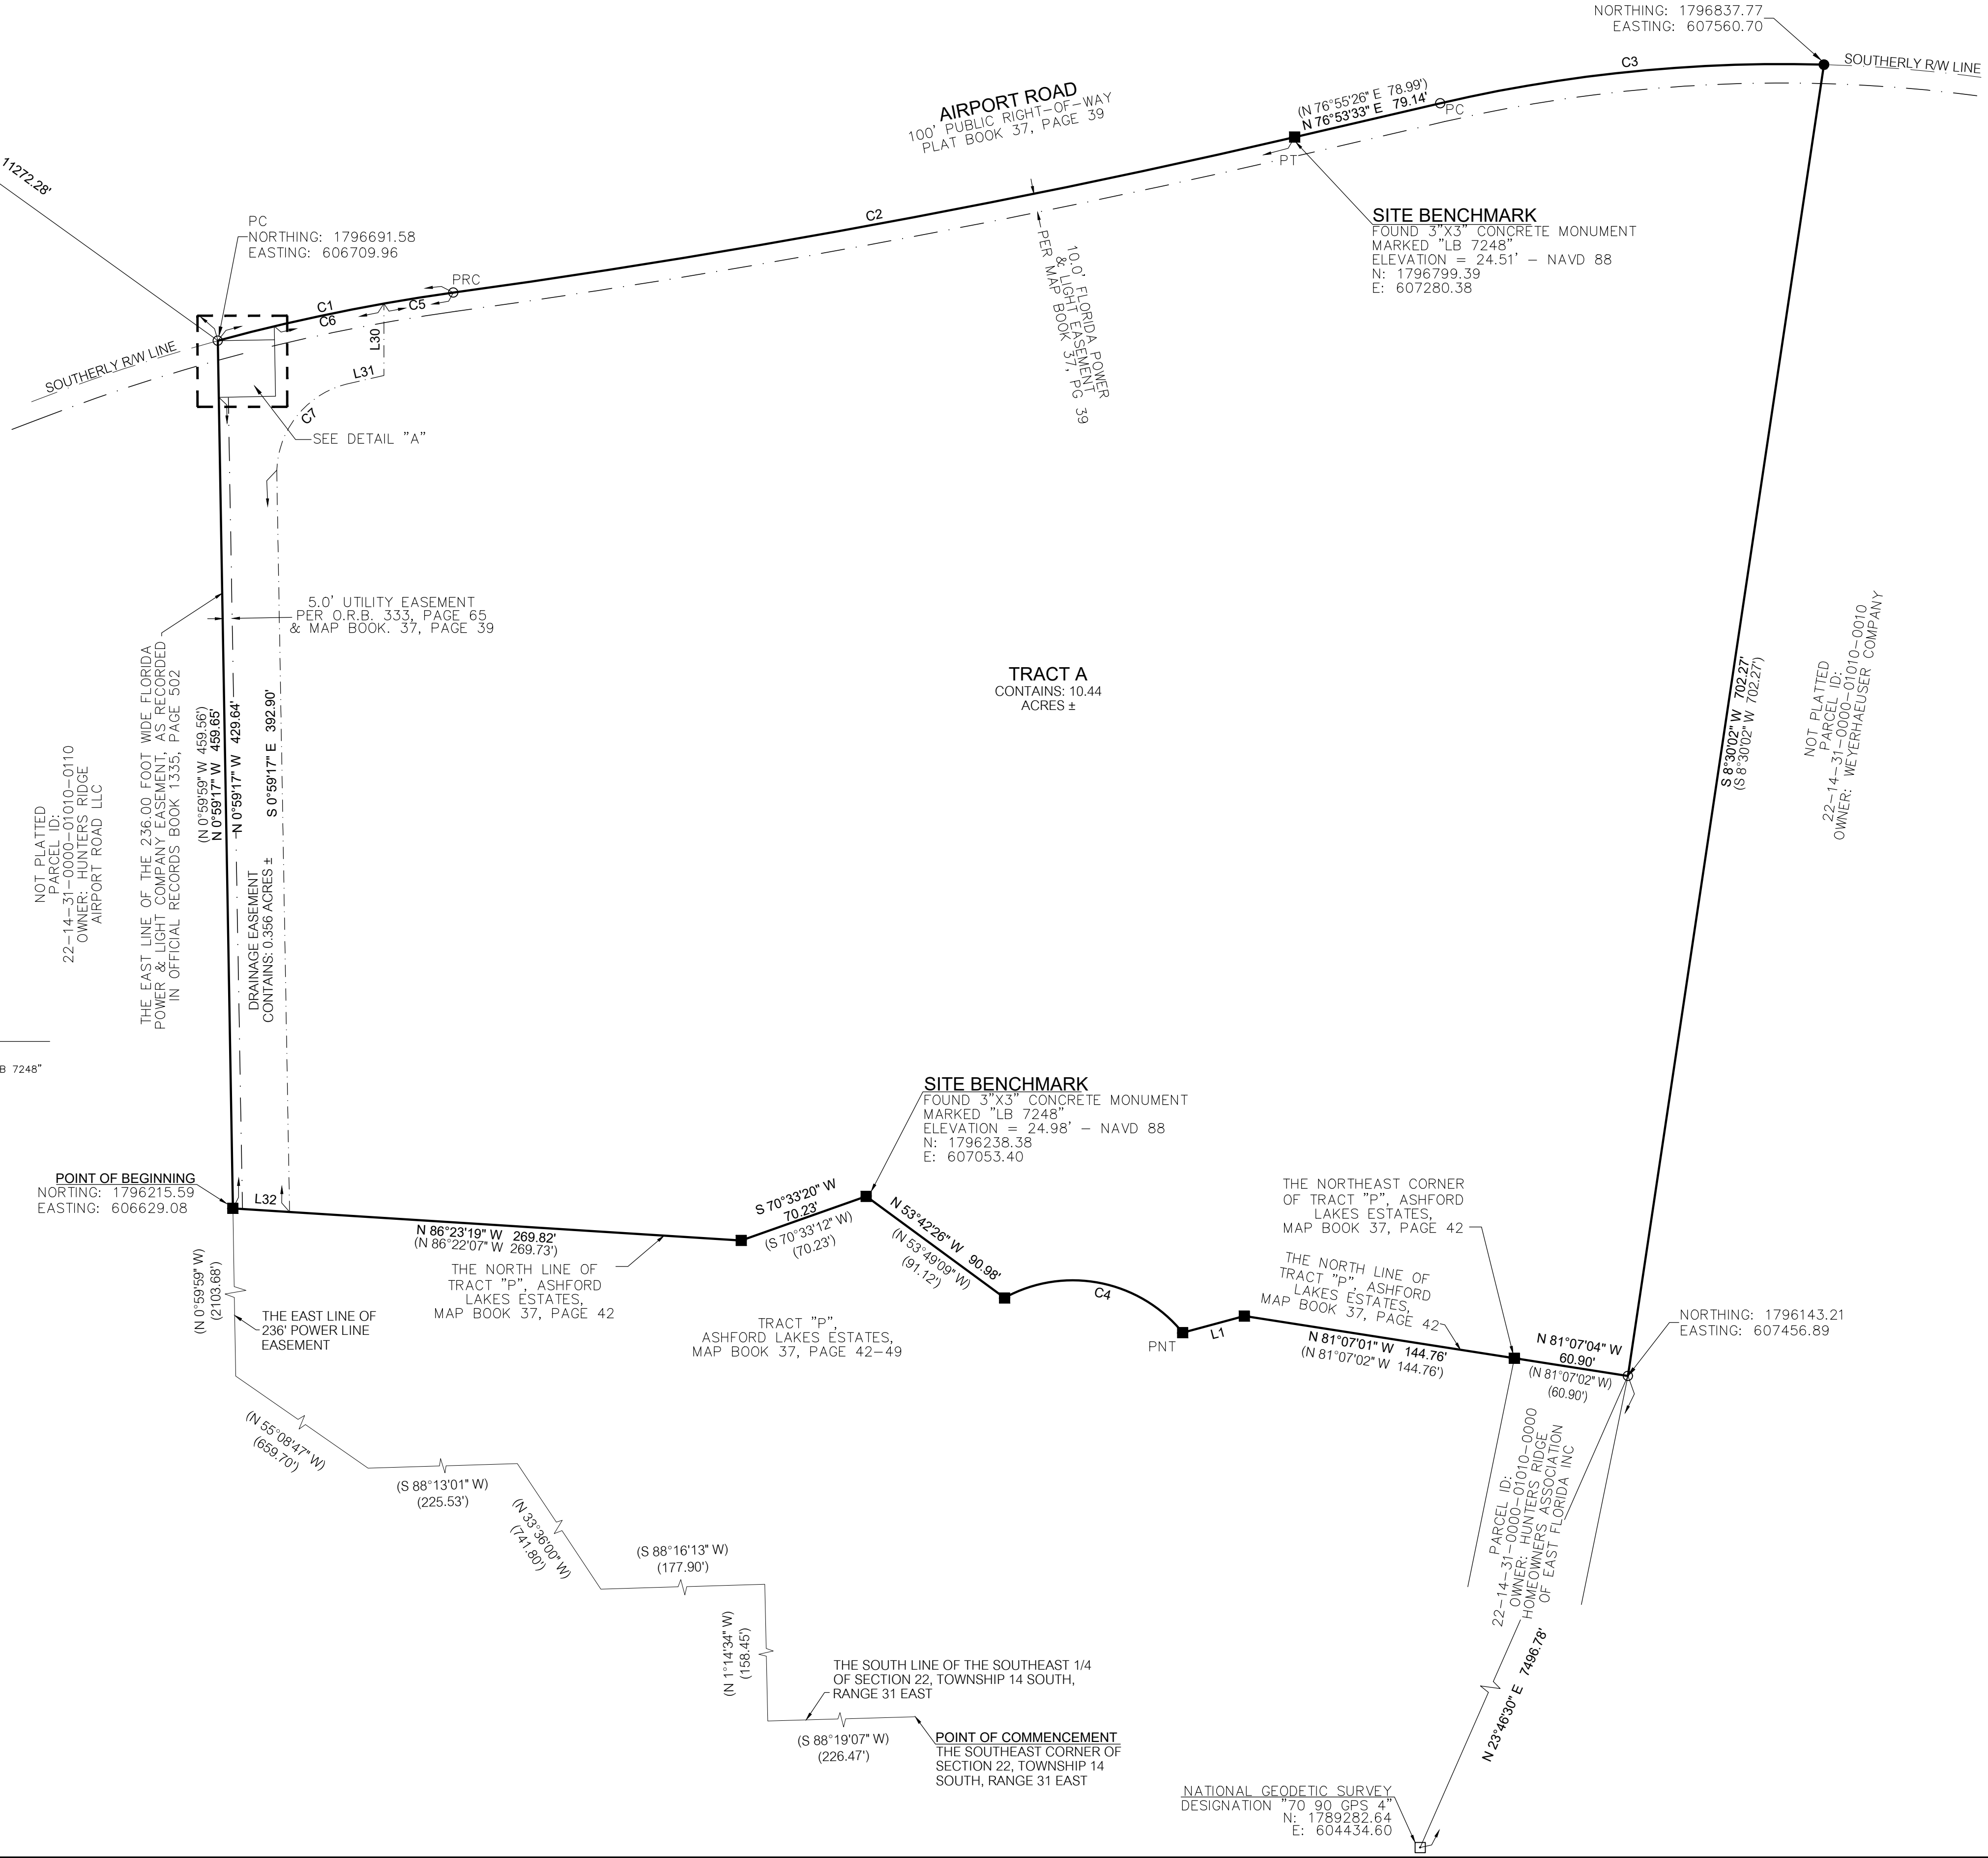 NORTHING: 1796837.77
EASTING: 607560.70
SOUTHERLY R/W LINE
C3
AIRPORT ROAD
100' PUBLIC RIGHT-OF-WAY
PLAT BOOK 37, PAGE 39
(N 76°55'26" E 78.99')
N 76°53'33" E 79.14'
PC
PT
11272.28'
PC
NORTHING: 1796691.58
EASTING: 606709.96
C2
SITE BENCHMARK
FOUND 3"X3" CONCRETE MONUMENT
MARKED "LB 7248"
ELEVATION = 24.51' - NAVD 88
N: 1796799.39
E: 607280.38
10.0' FLORIDA POWER
& LIGHT EASEMENT
PER MAP BOOK 37, PG 39
PRC
C1
C5
C6
L30
L31
C7
SOUTHERLY R/W LINE
SEE DETAIL "A"
5.0' UTILITY EASEMENT
PER O.R.B. 333, PAGE 65
& MAP BOOK. 37, PAGE 39
TRACT A
CONTAINS: 10.44
ACRES ±
NOT PLATTED
PARCEL ID:
22-14-31-0000-01010-0110
OWNER: HUNTERS RIDGE
AIRPORT ROAD LLC
THE EAST LINE OF THE 236.00 FOOT WIDE FLORIDA
POWER & LIGHT COMPANY EASEMENT, AS RECORDED
IN OFFICIAL RECORDS BOOK 1335, PAGE 502
(N 0°59'59" W 459.56')
N 0°59'17" W 459.65'
N 0°59'17" W 429.64'
S 0°59'17" E 392.90'
DRAINAGE EASEMENT
CONTAINS: 0.356 ACRES ±
S 8°30'02" W 702.27'
(S 8°30'02" W 702.27')
NOT PLATTED
PARCEL ID:
22-14-31-0000-01010-0010
OWNER: WEYERHAEUSER COMPANY
B 7248"
SITE BENCHMARK
FOUND 3"X3" CONCRETE MONUMENT
MARKED "LB 7248"
ELEVATION = 24.98' - NAVD 88
N: 1796238.38
E: 607053.40
POINT OF BEGINNING
NORTING: 1796215.59
EASTING: 606629.08
L32
N 86°23'19" W 269.82'
(N 86°22'07" W 269.73')
S 70°33'20" W
70.23'
(S 70°33'12" W)
(70.23')
N 53°42'26" W 90.98'
(N 53°49'09" W)
(91.12')
THE NORTHEAST CORNER
OF TRACT "P", ASHFORD
LAKES ESTATES,
MAP BOOK 37, PAGE 42
THE NORTH LINE OF
TRACT "P", ASHFORD
LAKES ESTATES,
MAP BOOK 37, PAGE 42
THE NORTH LINE OF
TRACT "P", ASHFORD
LAKES ESTATES,
MAP BOOK 37, PAGE 42
C4
PNT
L1
N 81°07'01" W 144.76'
(N 81°07'02" W 144.76')
N 81°07'04" W
60.90'
(N 81°07'02" W)
(60.90')
NORTHING: 1796143.21
EASTING: 607456.89
TRACT "P",
ASHFORD LAKES ESTATES,
MAP BOOK 37, PAGE 42-49
(N 0°59'59" W)
(2103.68')
THE EAST LINE OF
236' POWER LINE
EASEMENT
(N 55°08'47" W)
(659.70')
(S 88°13'01" W)
(225.53')
(N 33°36'00" W)
(741.80')
(S 88°16'13" W)
(177.90')
(N 1°14'34" W)
(158.45')
THE SOUTH LINE OF THE SOUTHEAST 1/4
OF SECTION 22, TOWNSHIP 14 SOUTH,
RANGE 31 EAST
(S 88°19'07" W)
(226.47')
POINT OF COMMENCEMENT
THE SOUTHEAST CORNER OF
SECTION 22, TOWNSHIP 14
SOUTH, RANGE 31 EAST
PARCEL ID:
22-14-31-0000-01010-0000
OWNER: HUNTERS RIDGE
HOMEOWNERS ASSOCIATION
OF EAST FLORIDA INC
N 23°46'30" E 7496.78'
NATIONAL GEODETIC SURVEY
DESIGNATION "70 90 GPS 4"
N: 1789282.64
E: 604434.60